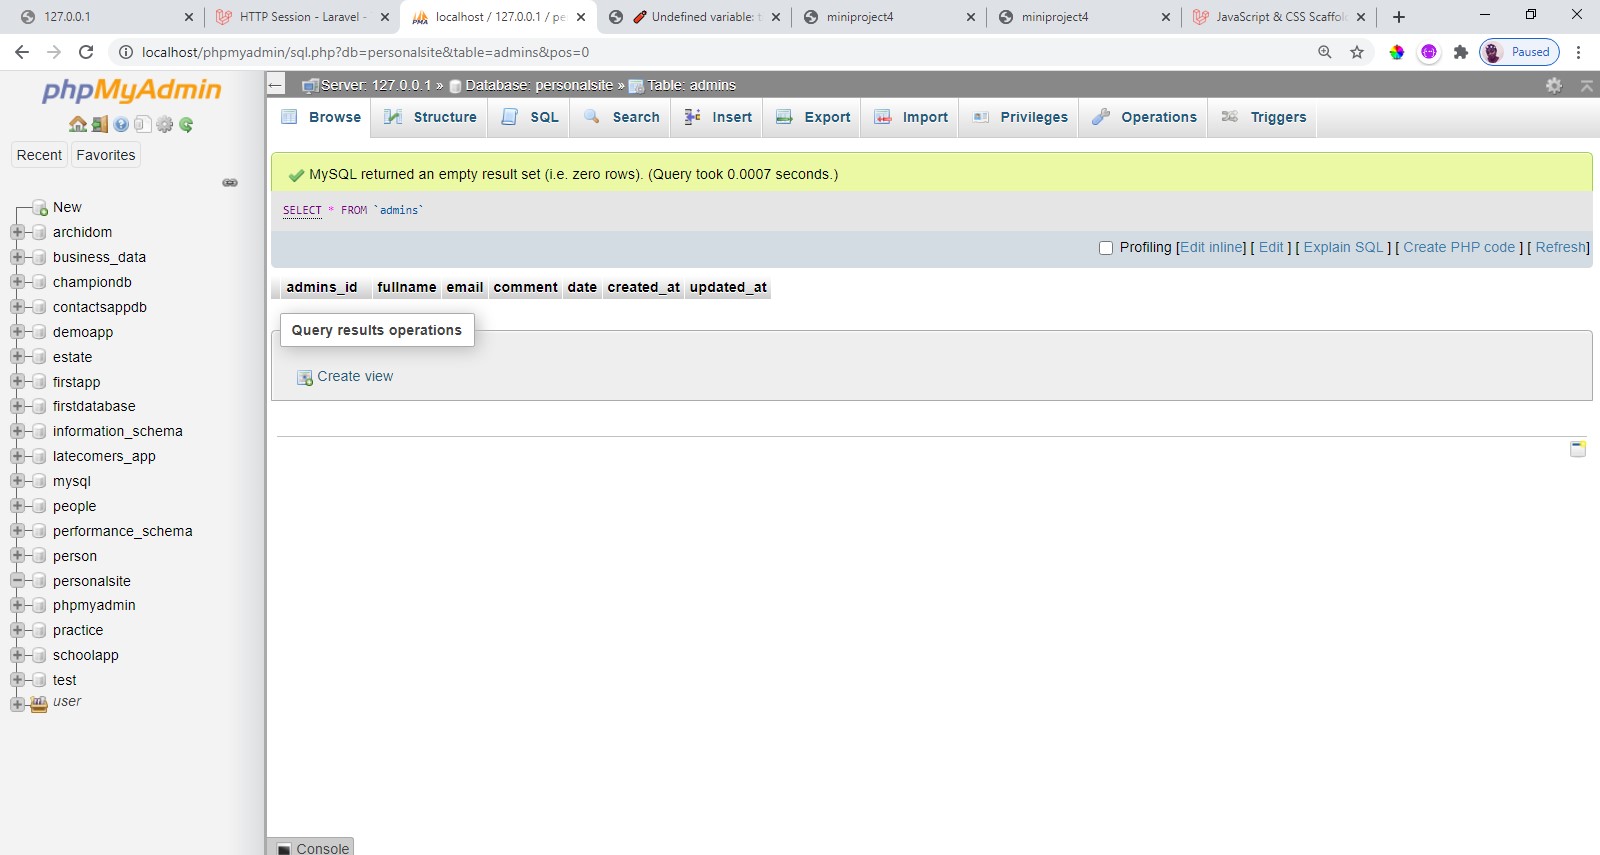 127.0.0.1
HTTP Session - Laravel -
localhost / 127.0.0.1 / pe
Undefined variable: t
miniproject4
miniproject4
JavaScript & CSS Scaffol
localhost/phpmyadmin/sql.php?db=personalsite&table=admins&pos=0
Paused
phpMyAdmin
Recent
Favorites
New
archidom
business_data
championdb
contactsappdb
demoapp
estate
firstapp
firstdatabase
information_schema
latecomers_app
mysql
people
performance_schema
person
personalsite
phpmyadmin
practice
schoolapp
test
user
Server: 127.0.0.1 » Database: personalsite » Table: admins
Browse Structure SQL Search Insert Export Import Privileges Operations Triggers
MySQL returned an empty result set (i.e. zero rows). (Query took 0.0007 seconds.)
SELECT * FROM `admins`
Profiling [Edit inline] [ Edit ] [ Explain SQL ] [ Create PHP code ] [ Refresh]
admins_id fullname email comment date created_at updated_at
Query results operations
Create view
Console